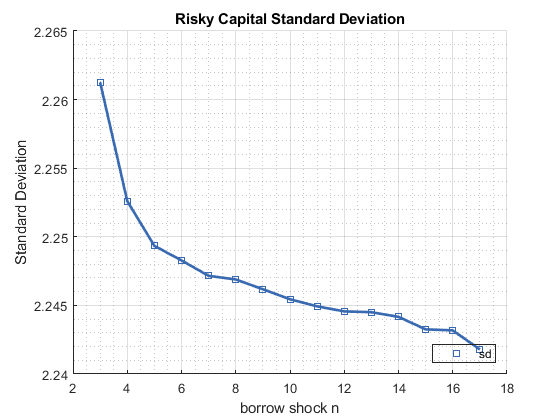 Risky Capital Standard Deviation
2.265
2.26
2.255
2.25
2.245
2.24
Standard Deviation
sd
2 4 6 8 10 12 14 16 18
borrow shock n